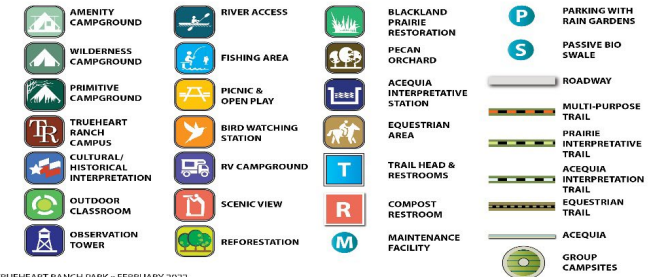 AMENITY
CAMPGROUND
WILDERNESS
CAMPGROUND
PRIMITIVE
CAMPGROUND
TR
TRUEHEART
RANCH
CAMPUS
CULTURAL/
HISTORICAL
INTERPRETATION
OUTDOOR
CLASSROOM
OBSERVATION
TOWER
RIVER ACCESS
FISHING AREA
PICNIC &
OPEN PLAY
BIRD WATCHING
STATION
RV CAMPGROUND
SCENIC VIEW
REFORESTATION
BLACKLAND
PRAIRIE
RESTORATION
PECAN
ORCHARD
ACEQUIA
INTERPRETATIVE
STATION
EQUESTRIAN
AREA
T
TRAIL HEAD &
RESTROOMS
R
COMPOST
RESTROOM
M
MAINTENANCE
FACILITY
P
PARKING WITH
RAIN GARDENS
S
PASSIVE BIO
SWALE
ROADWAY
MULTI-PURPOSE
TRAIL
PRAIRIE
INTERPRETATIVE
TRAIL
ACEQUIA
INTERPRETATION
TRAIL
EQUESTRIAN
TRAIL
ACEQUIA
GROUP
CAMPSITES